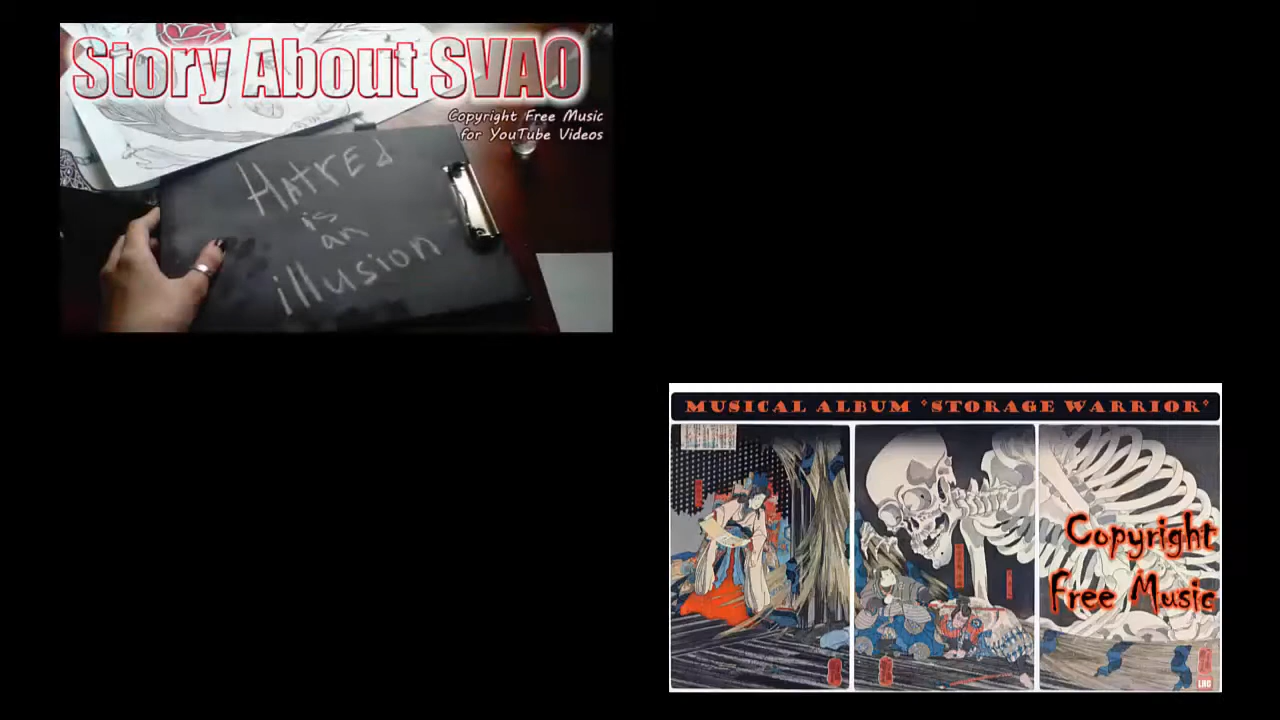 Story About SVAO
Copyright Free Music
for YouTube Videos
HAtREd
is
an
illusion
MUSICAL ALBUM "STORAGE WARRIOR"
Copyright
Free Music